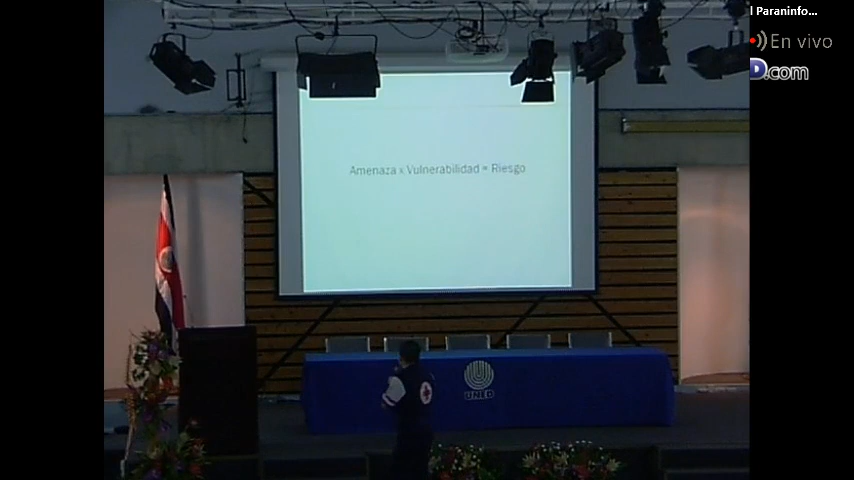 l Paraninfo...
En vivo
D.com
Amenaza x Vulnerabilidad = Riesgo
UNED